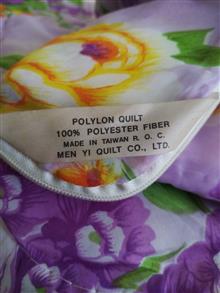 POLYLON QUILT
100% POLYESTER FIBER
MADE IN TAIWAN R. O. C.
MEN YI QUILT CO., LTD.